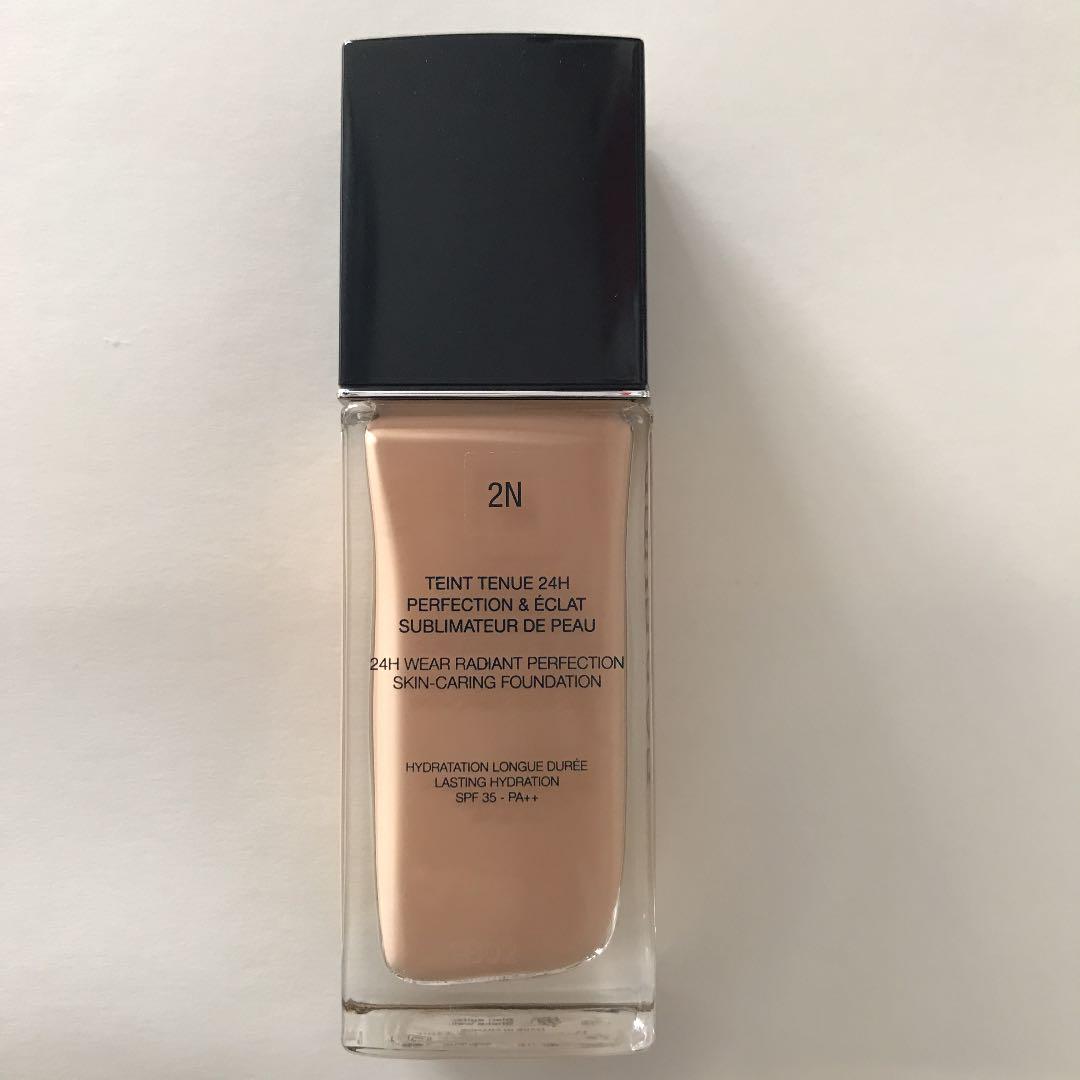 2N
TEINT TENUE 24H
PERFECTION & ÉCLAT
SUBLIMATEUR DE PEAU
24H WEAR RADIANT PERFECTION
SKIN-CARING FOUNDATION
HYDRATATION LONGUE DURÉE
LASTING HYDRATION
SPF 35 - PA++